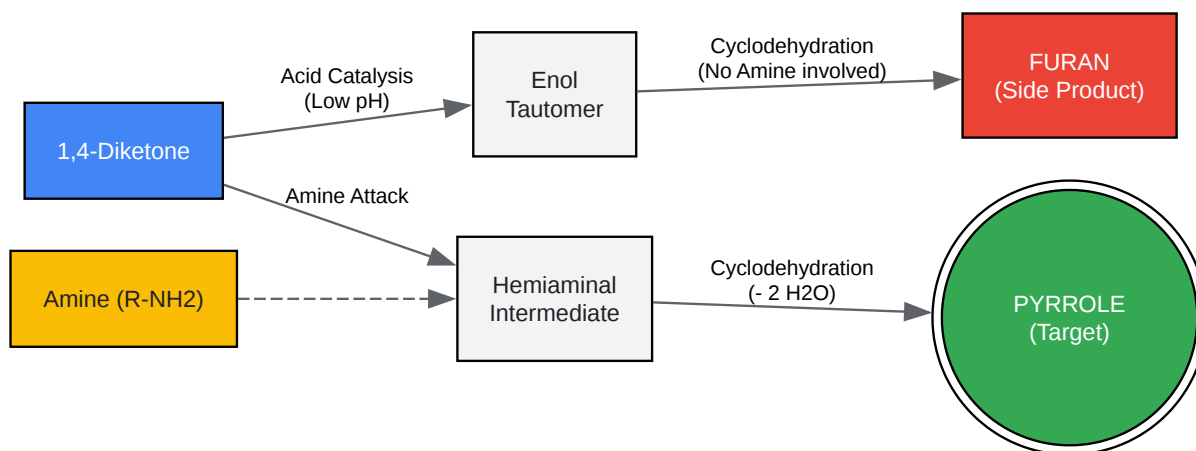 1,4-Diketone
Acid Catalysis
(Low pH)
Enol
Tautomer
Cyclodehydration
(No Amine involved)
FURAN
(Side Product)
Amine Attack
Amine (R-NH2)
Hemiaminal
Intermediate
Cyclodehydration
(- 2 H2O)
PYRROLE
(Target)